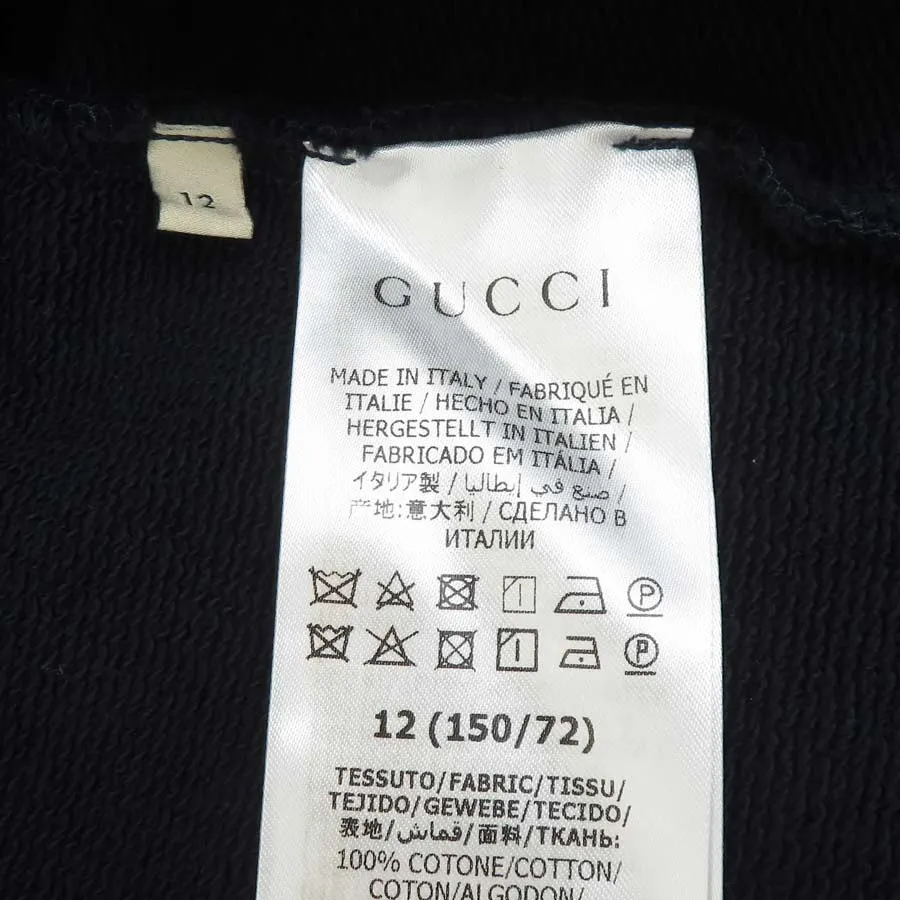 12
GUCCI
MADE IN ITALY / FABRIQUÉ EN
ITALIE / HECHO EN ITALIA /
HERGESTELLT IN ITALIEN /
FABRICADO EM ITÁLIA /
イタリア製 / صنع في إيطاليا /
产地:意大利 / СДЕЛАНО В
ИТАЛИИ
12 (150/72)
TESSUTO/FABRIC/TISSU/
TEJIDO/GEWEBE/TECIDO/
表地/قماش/面料/ТКАНЬ:
100% COTONE/COTTON/
COTON/ALGODON/